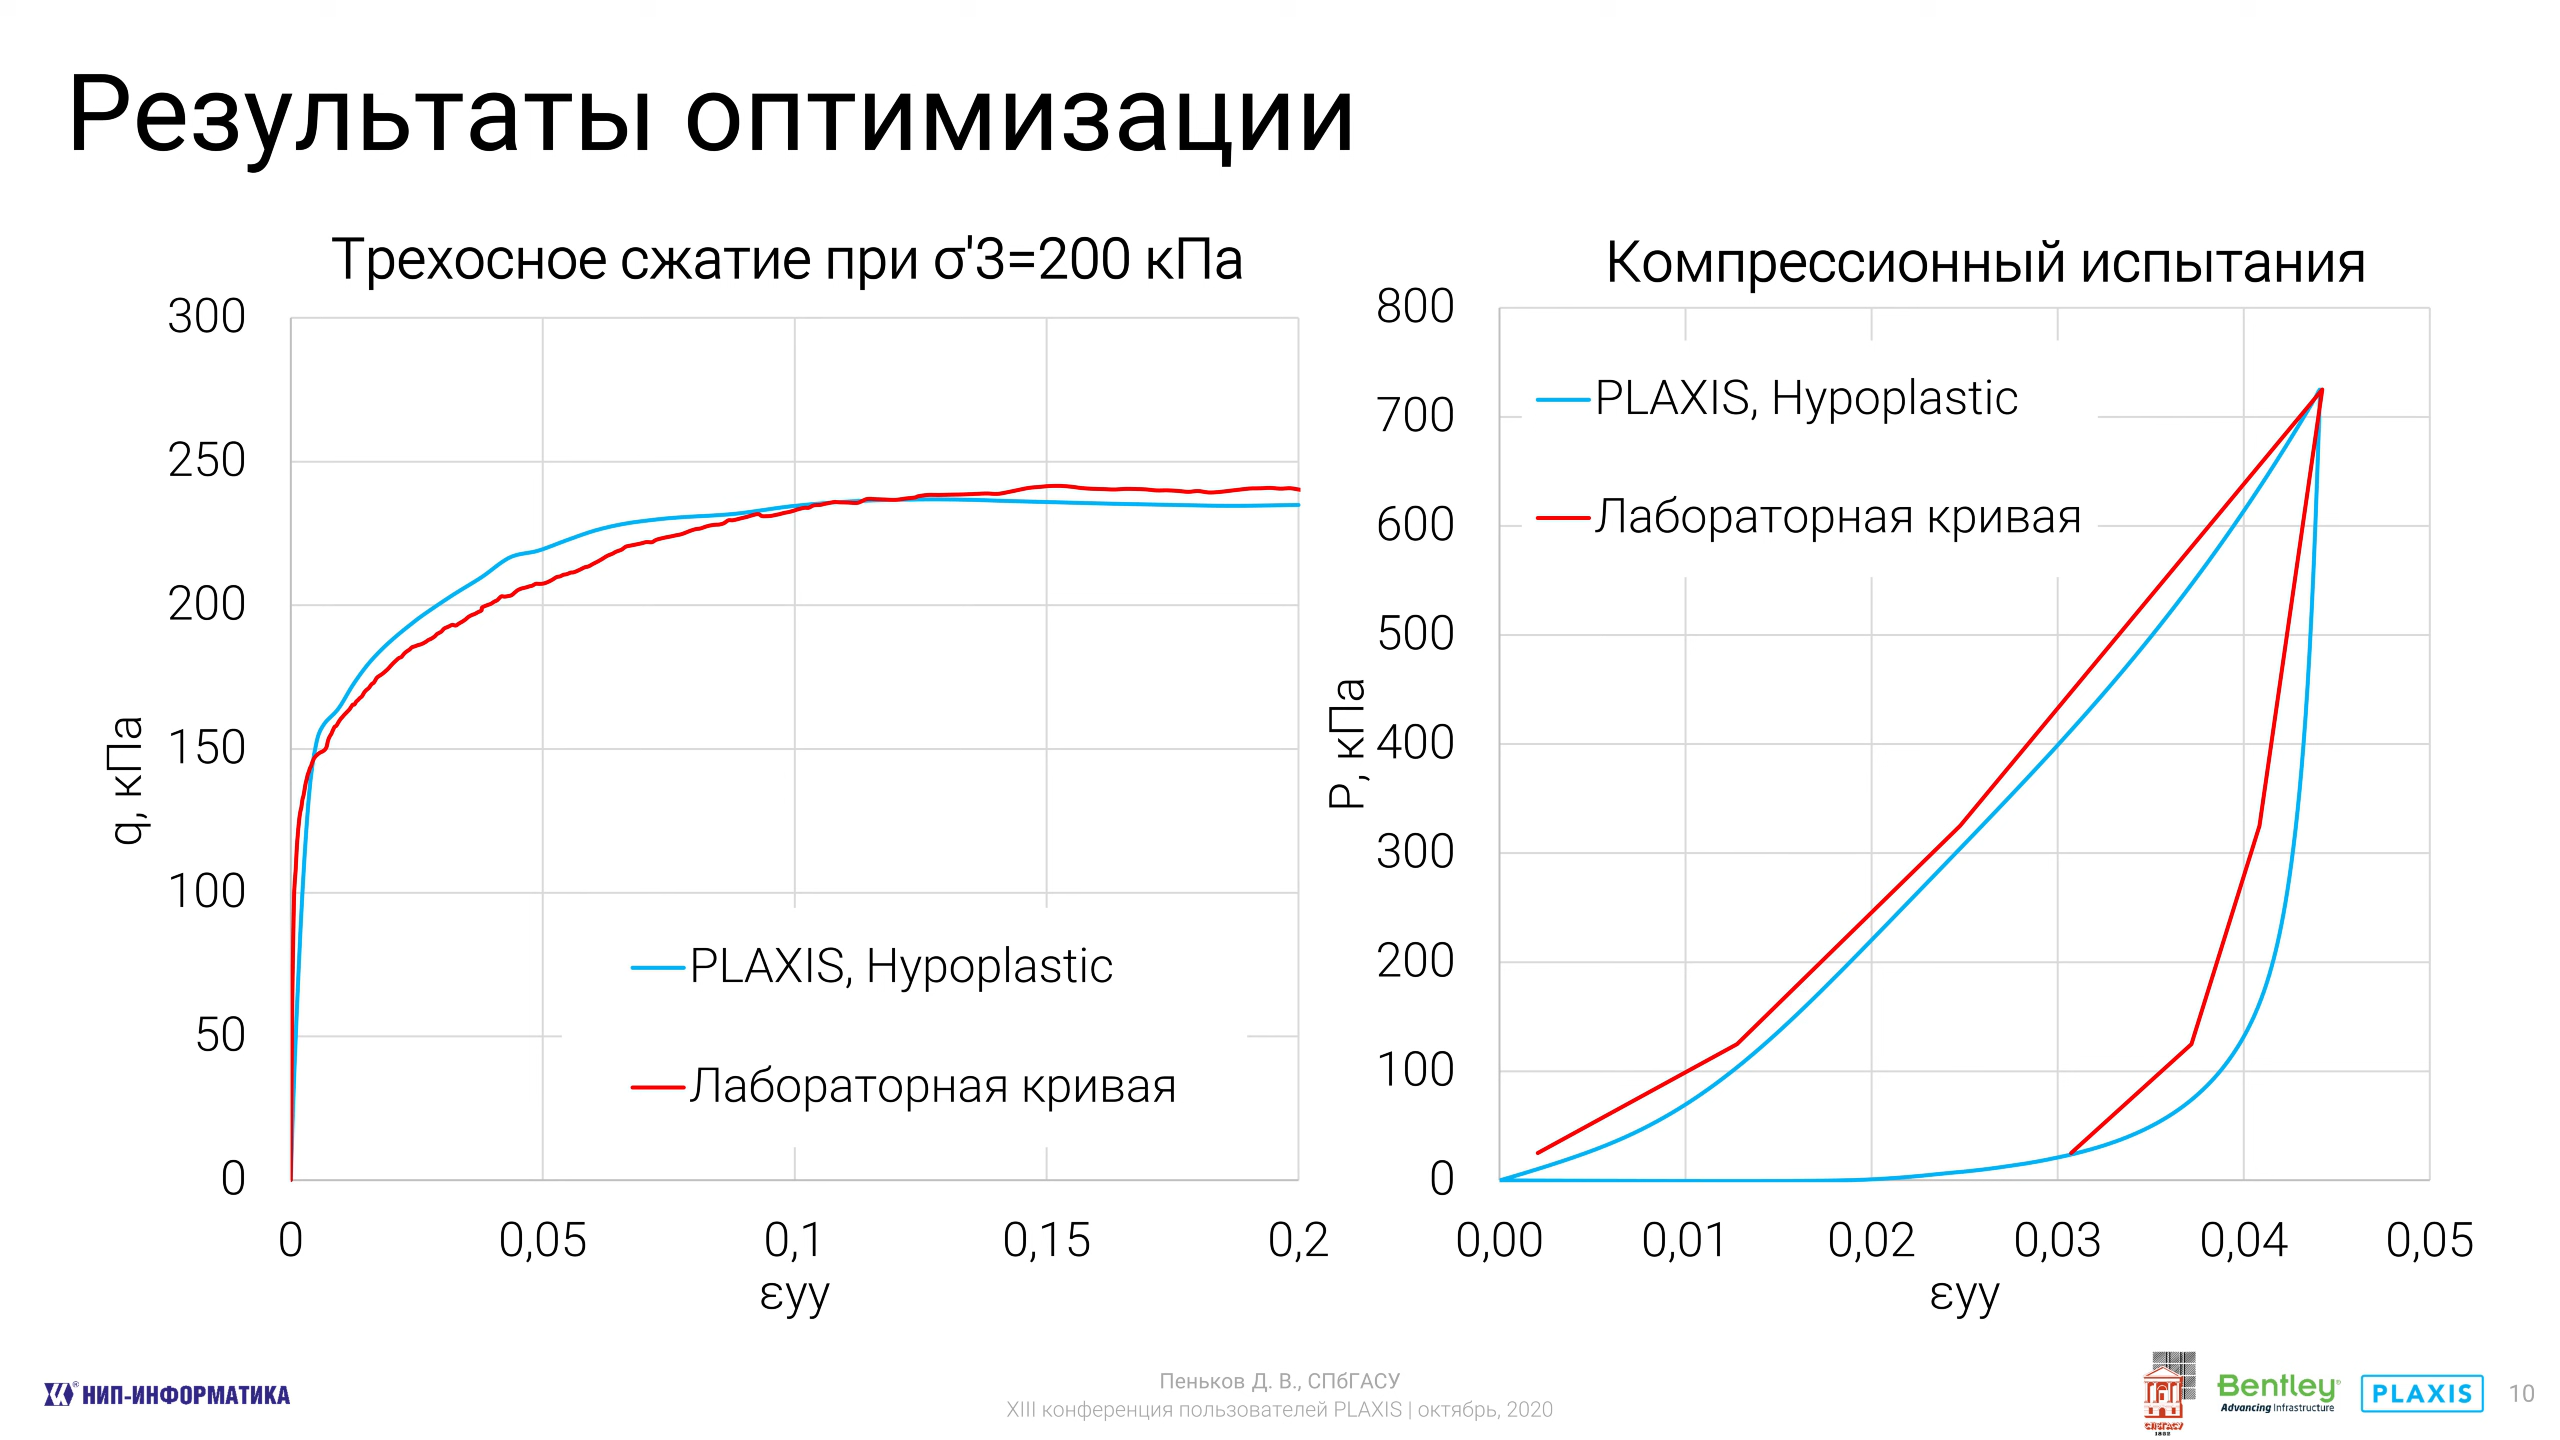 Результаты оптимизации
Трехосное сжатие при σ'3=200 кПа
300
250
200
150
100
50
0
q, кПа
PLAXIS, Hypoplastic
Лабораторная кривая
0 0,05 0,1 0,15 0,2
εyy
Компрессионный испытания
800
700
600
500
400
300
200
100
0
P, кПа
PLAXIS, Hypoplastic
Лабораторная кривая
0,00 0,01 0,02 0,03 0,04 0,05
εyy
НИП-ИНФОРМАТИКА
Пеньков Д. В., СПбГАСУ
XIII конференция пользователей PLAXIS | октябрь, 2020
СПбГАСУ
1832
Bentley®
Advancing Infrastructure
PLAXIS
10